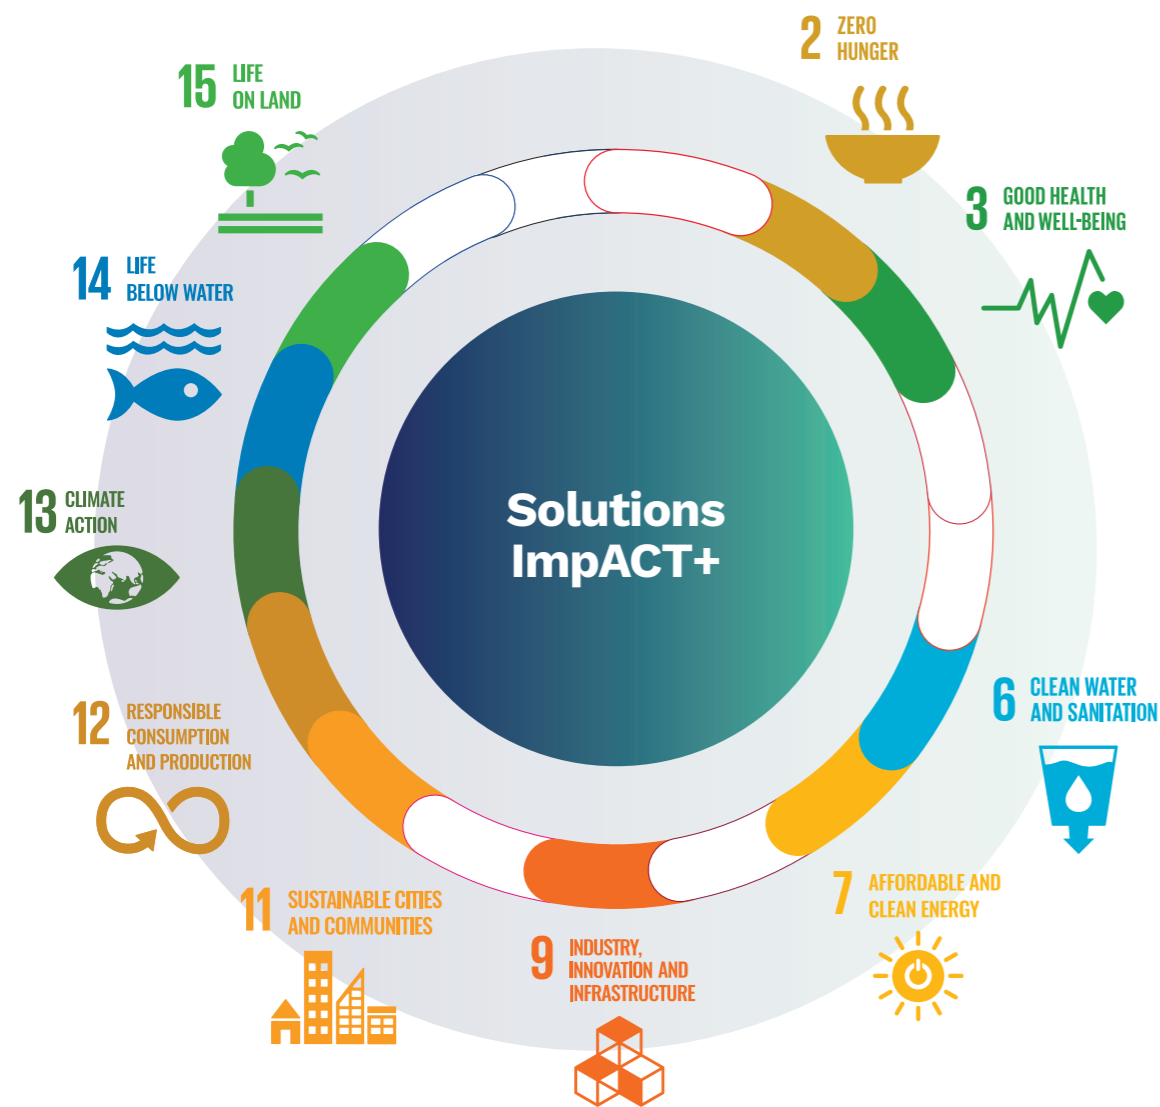 2 ZERO
HUNGER
3 GOOD HEALTH
AND WELL-BEING
6 CLEAN WATER
AND SANITATION
7 AFFORDABLE AND
CLEAN ENERGY
9 INDUSTRY,
INNOVATION AND
INFRASTRUCTURE
11 SUSTAINABLE CITIES
AND COMMUNITIES
12 RESPONSIBLE
CONSUMPTION
AND PRODUCTION
13 CLIMATE
ACTION
14 LIFE
BELOW WATER
15 LIFE
ON LAND
Solutions
ImpACT+